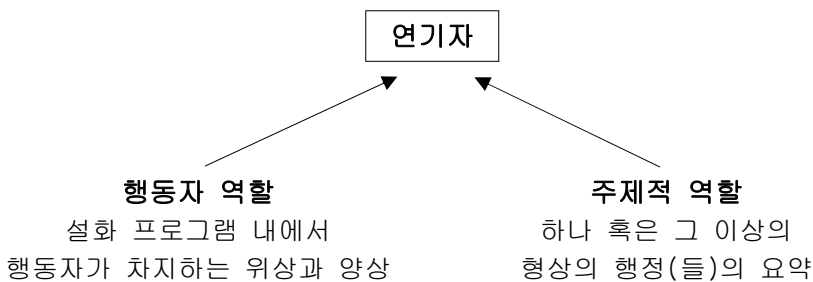 연기자
행동자 역할
설화 프로그램 내에서
행동자가 차지하는 위상과 양상
주제적 역할
하나 혹은 그 이상의
형상의 행정(들)의 요약